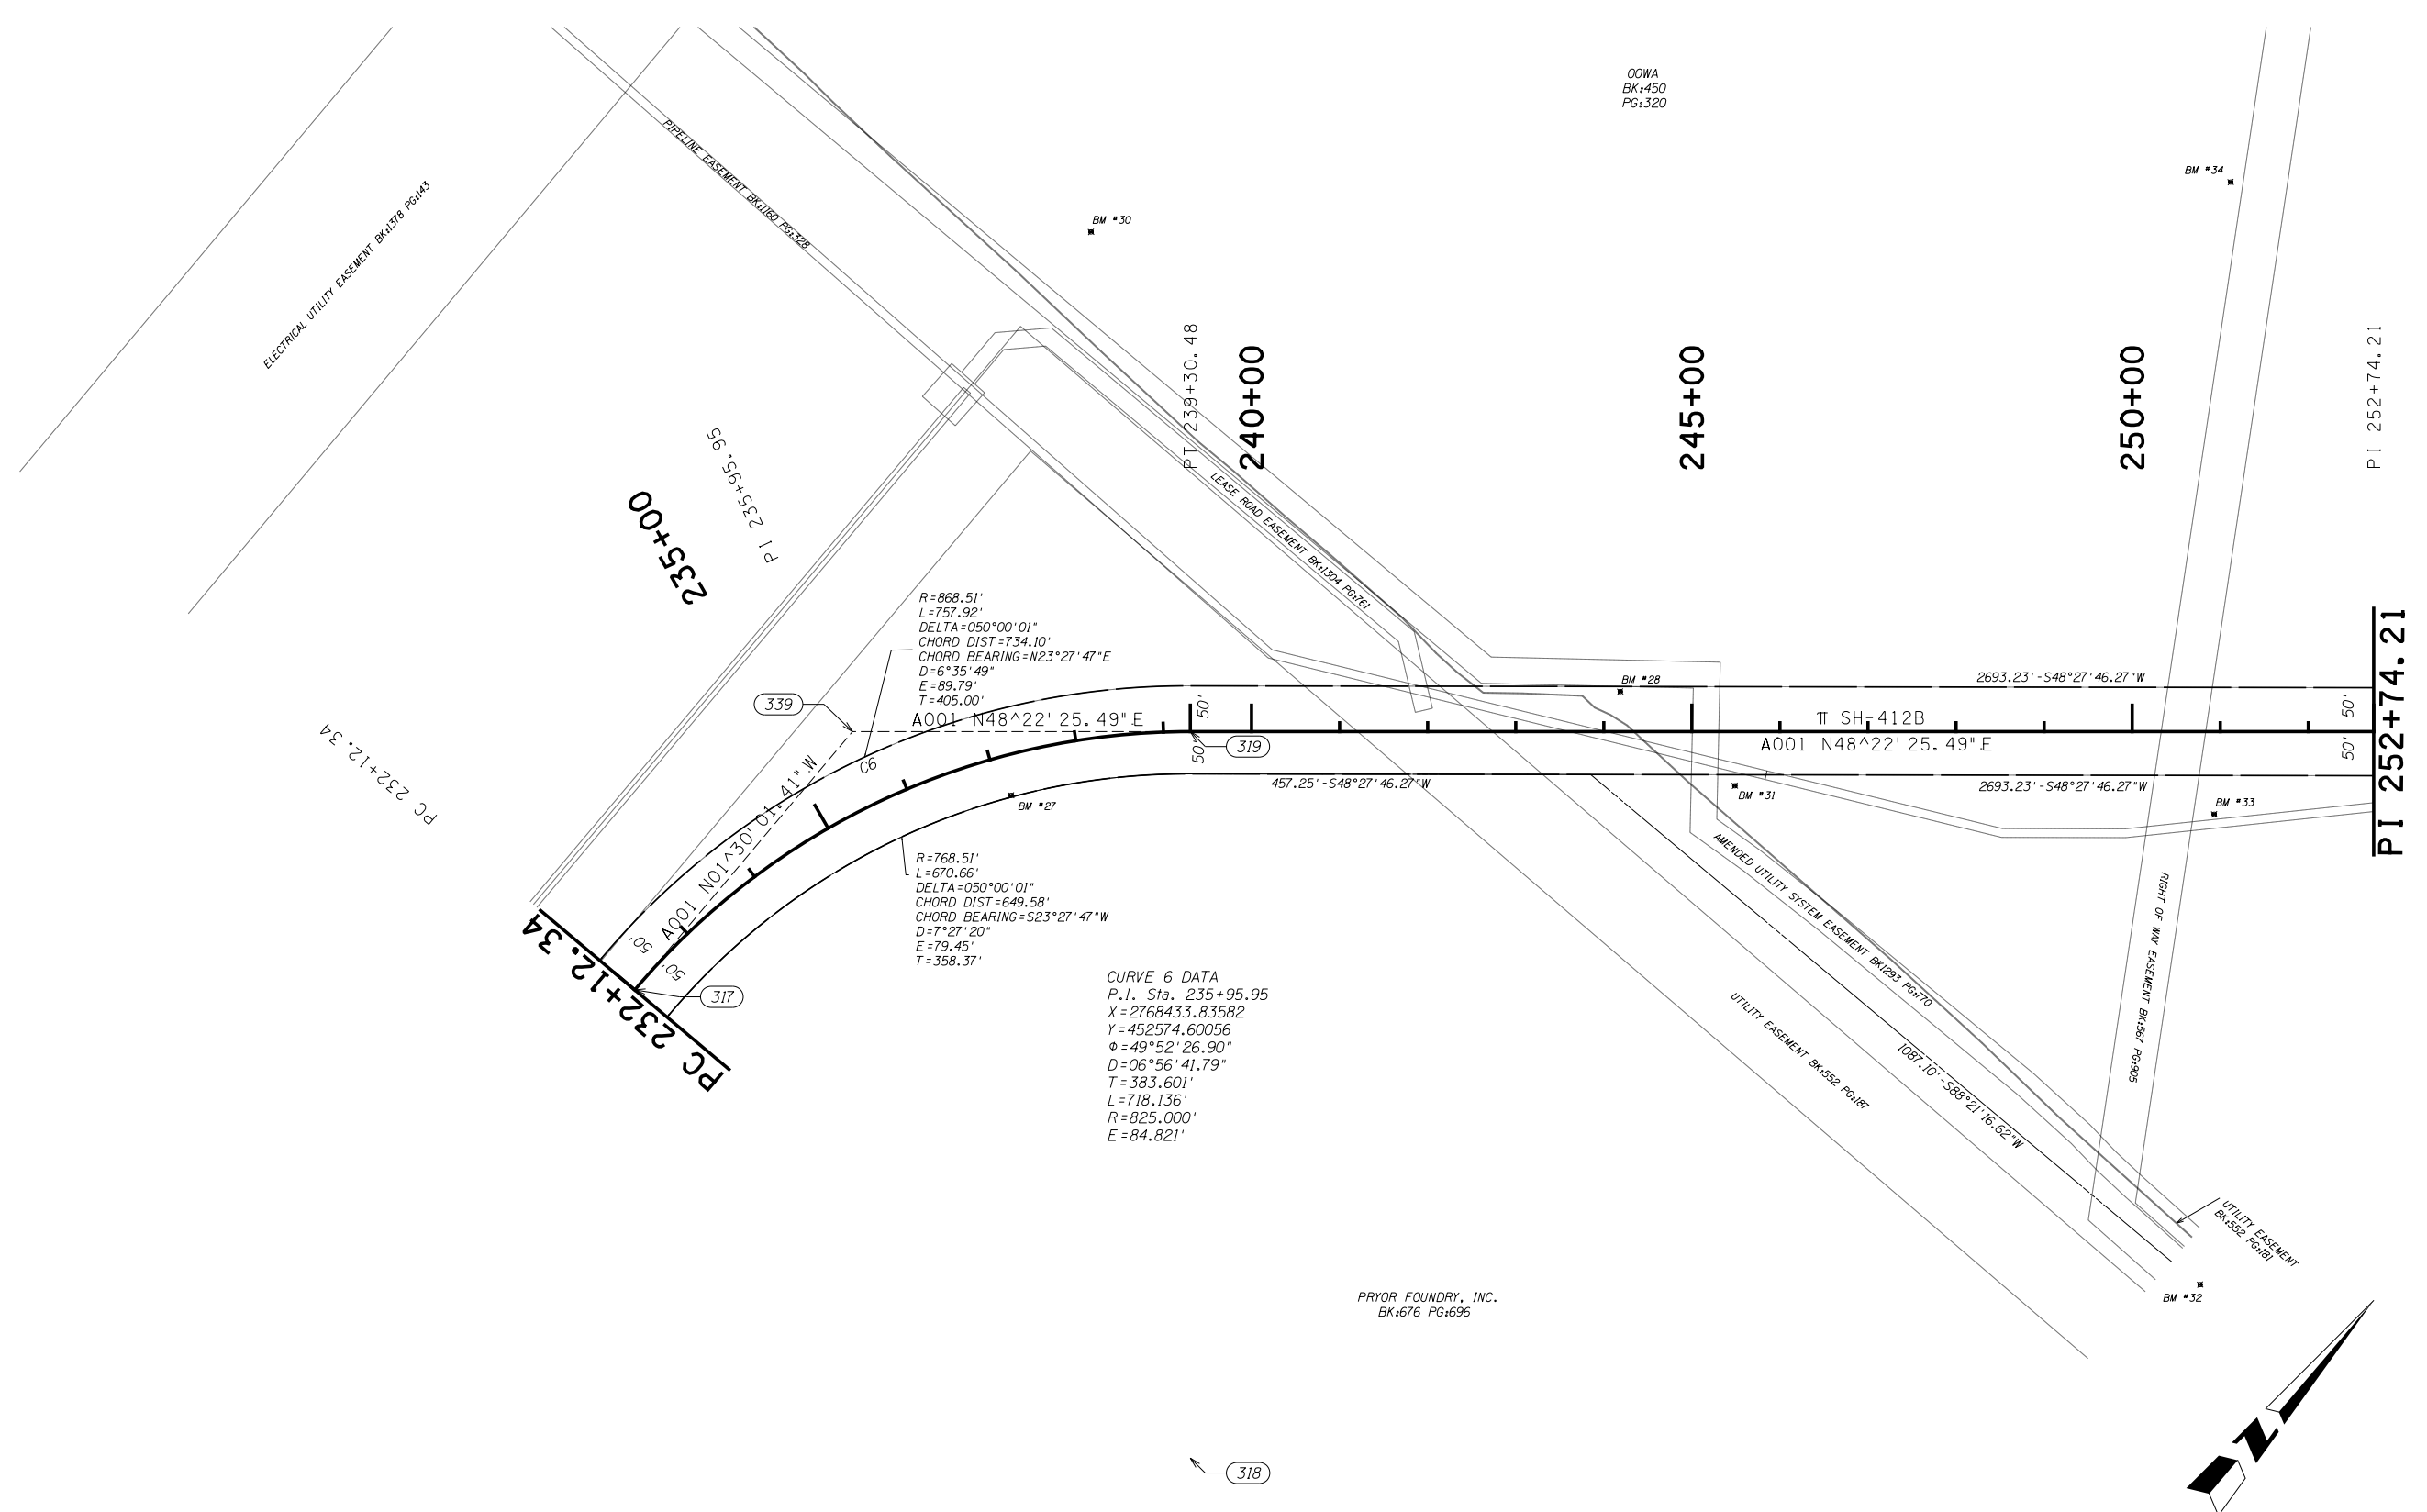 OOWA
BK:450
PG:320
BM #34
BM #30
PIPELINE EASEMENT BK:1160 PG:328
ELECTRICAL UTILITY EASEMENT BK:1378 PG:143
PT 239+30.48
240+00
245+00
250+00
PI 252+74.21
PI 235+95.95
235+00
LEASE ROAD EASEMENT BK:1304 PG:761
R=868.51'
L=757.92'
DELTA=050°00'01"
CHORD DIST=734.10'
CHORD BEARING=N23°27'47"E
D=6°35'49"
E=89.79'
T=405.00'
339
A001 N48^22'25.49"E
50'
50'
319
BM #28
2693.23'-S48°27'46.27"W
π SH-412B
A001 N48^22'25.49"E
50'
50'
PI 252+74.21
PC 232+12.34
C6
A001 N01^30'01.41"W
BM #27
457.25'-S48°27'46.27"W
BM #31
2693.23'-S48°27'46.27"W
BM #33
R=768.51'
L=670.66'
DELTA=050°00'01"
CHORD DIST=649.58'
CHORD BEARING=S23°27'47"W
D=7°27'20"
E=79.45'
T=358.37'
AMENDED UTILITY SYSTEM EASEMENT BK1293 PG:770
RIGHT OF WAY EASEMENT BK:567 PG:905
50'
50'
PC 232+12.34
317
CURVE 6 DATA
P.I. Sta. 235+95.95
X=2768433.83582
Y=452574.60056
Φ=49°52'26.90"
D=06°56'41.79"
T=383.601'
L=718.136'
R=825.000'
E=84.821'
UTILITY EASEMENT BK:552 PG:187
1087.10'-S88°21'16.62"W
UTILITY EASEMENT
BK:552 PG:181
PRYOR FOUNDRY, INC.
BK:676 PG:696
BM #32
318
N